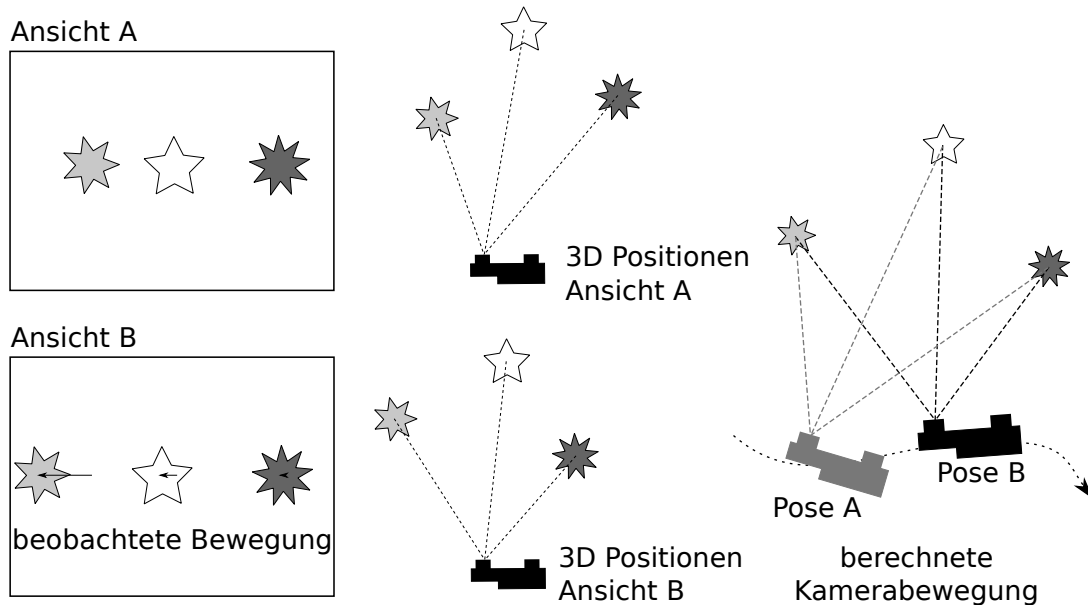 Ansicht A
3D Positionen
Ansicht A
Ansicht B
beobachtete Bewegung
3D Positionen
Ansicht B
Pose A
Pose B
berechnete
Kamerabewegung